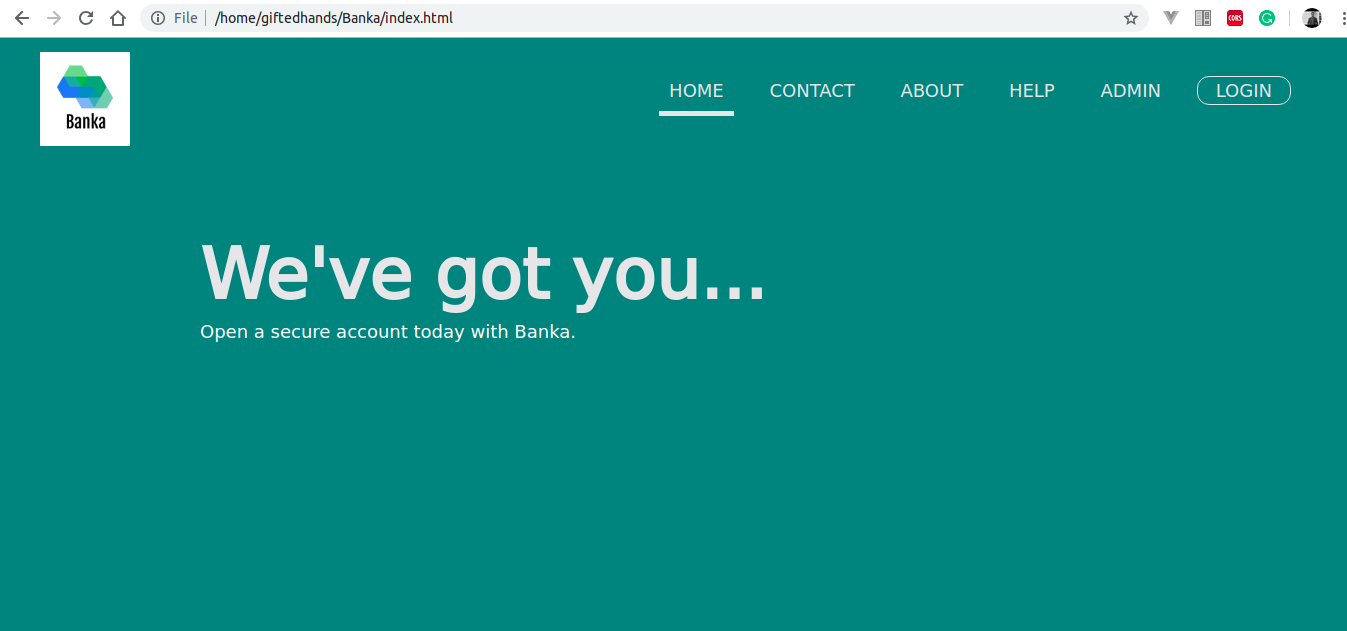 File /home/giftedhands/Banka/index.html
CORS
Banka
HOME CONTACT ABOUT HELP ADMIN LOGIN
We've got you...
Open a secure account today with Banka.